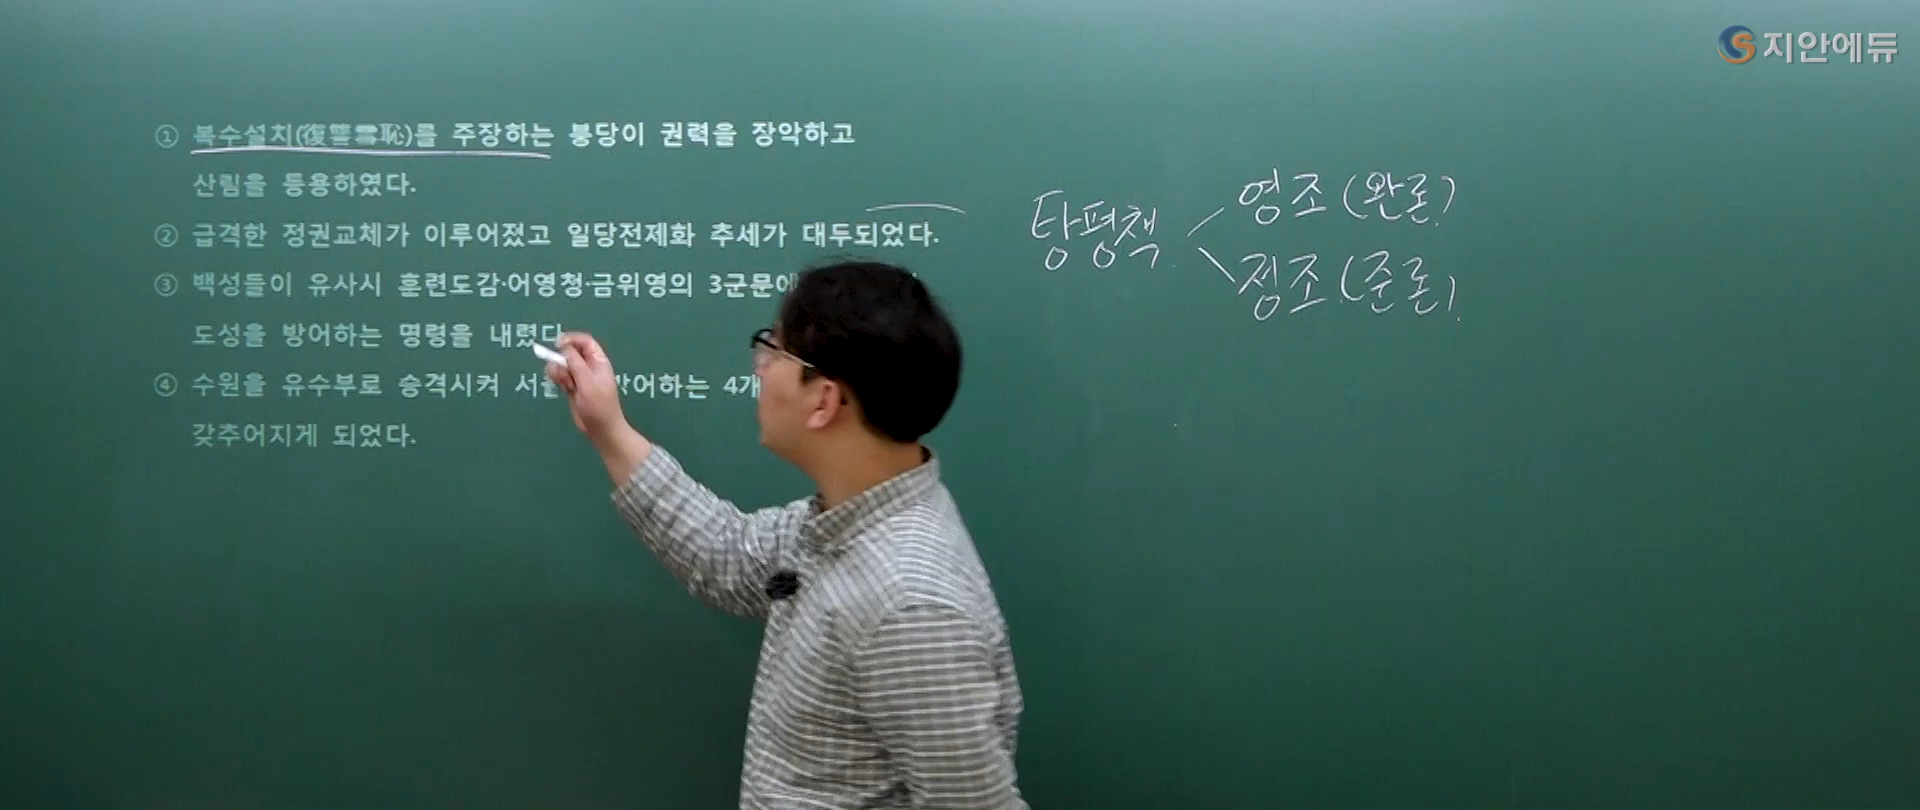 지안에듀
① 복수설치(復讐雪恥)를 주장하는 붕당이 권력을 장악하고
산림을 등용하였다.
② 급격한 정권교체가 이루어졌고 일당전제화 추세가 대두되었다.
③ 백성들이 유사시 훈련도감·어영청·금위영의 3군문에
도성을 방어하는 명령을 내렸다
④ 수원을 유수부로 승격시켜 방어하는 4개
갖추어지게 되었다.
탕평책
영조 (완론)
정조 (준론).